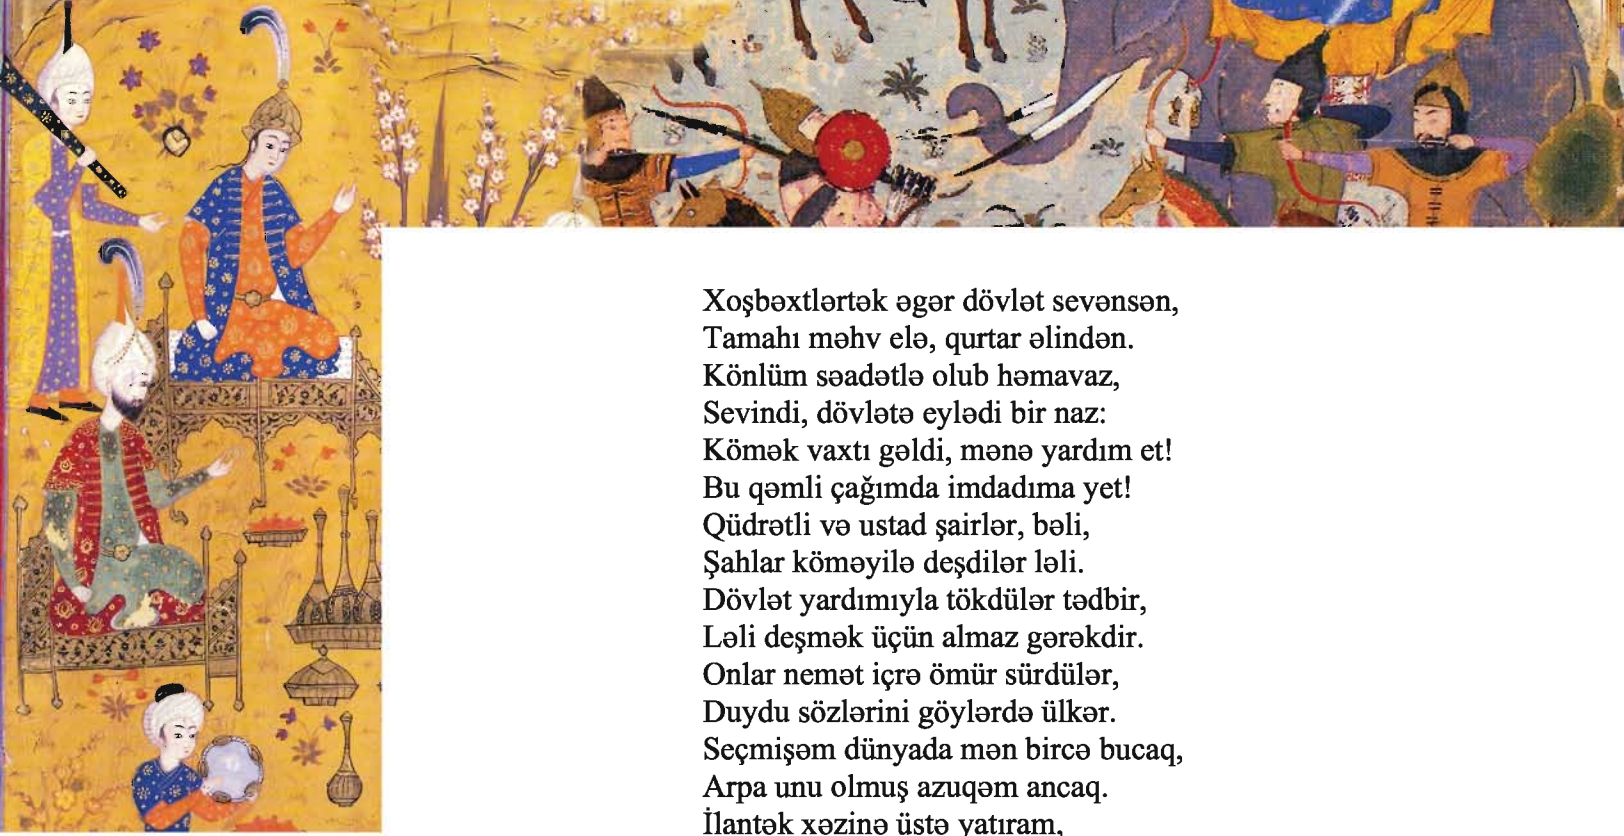 Xoşbəxtlərtək əgər dövlət sevənsən,
Tamahı məhv elə, qurtar əlindən.
Könlüm səadətlə olub həmavaz,
Sevindi, dövlətə eylədi bir naz:
Kömək vaxtı gəldi, mənə yardım et!
Bu qəmli çağımda imdadıma yet!
Qüdrətli və ustad şairlər, bəli,
Şahlar köməyilə deşdilər ləli.
Dövlət yardımıyla tökdülər tədbir,
Ləli deşmək üçün almaz gərəkdir.
Onlar nemət içrə ömür sürdülər,
Duydu sözlərini göylərdə ülkər.
Seçmişəm dünyada mən bircə bucaq,
Arpa unu olmuş azuqəm ancaq.
İlantək xəzinə üstə yatıram,